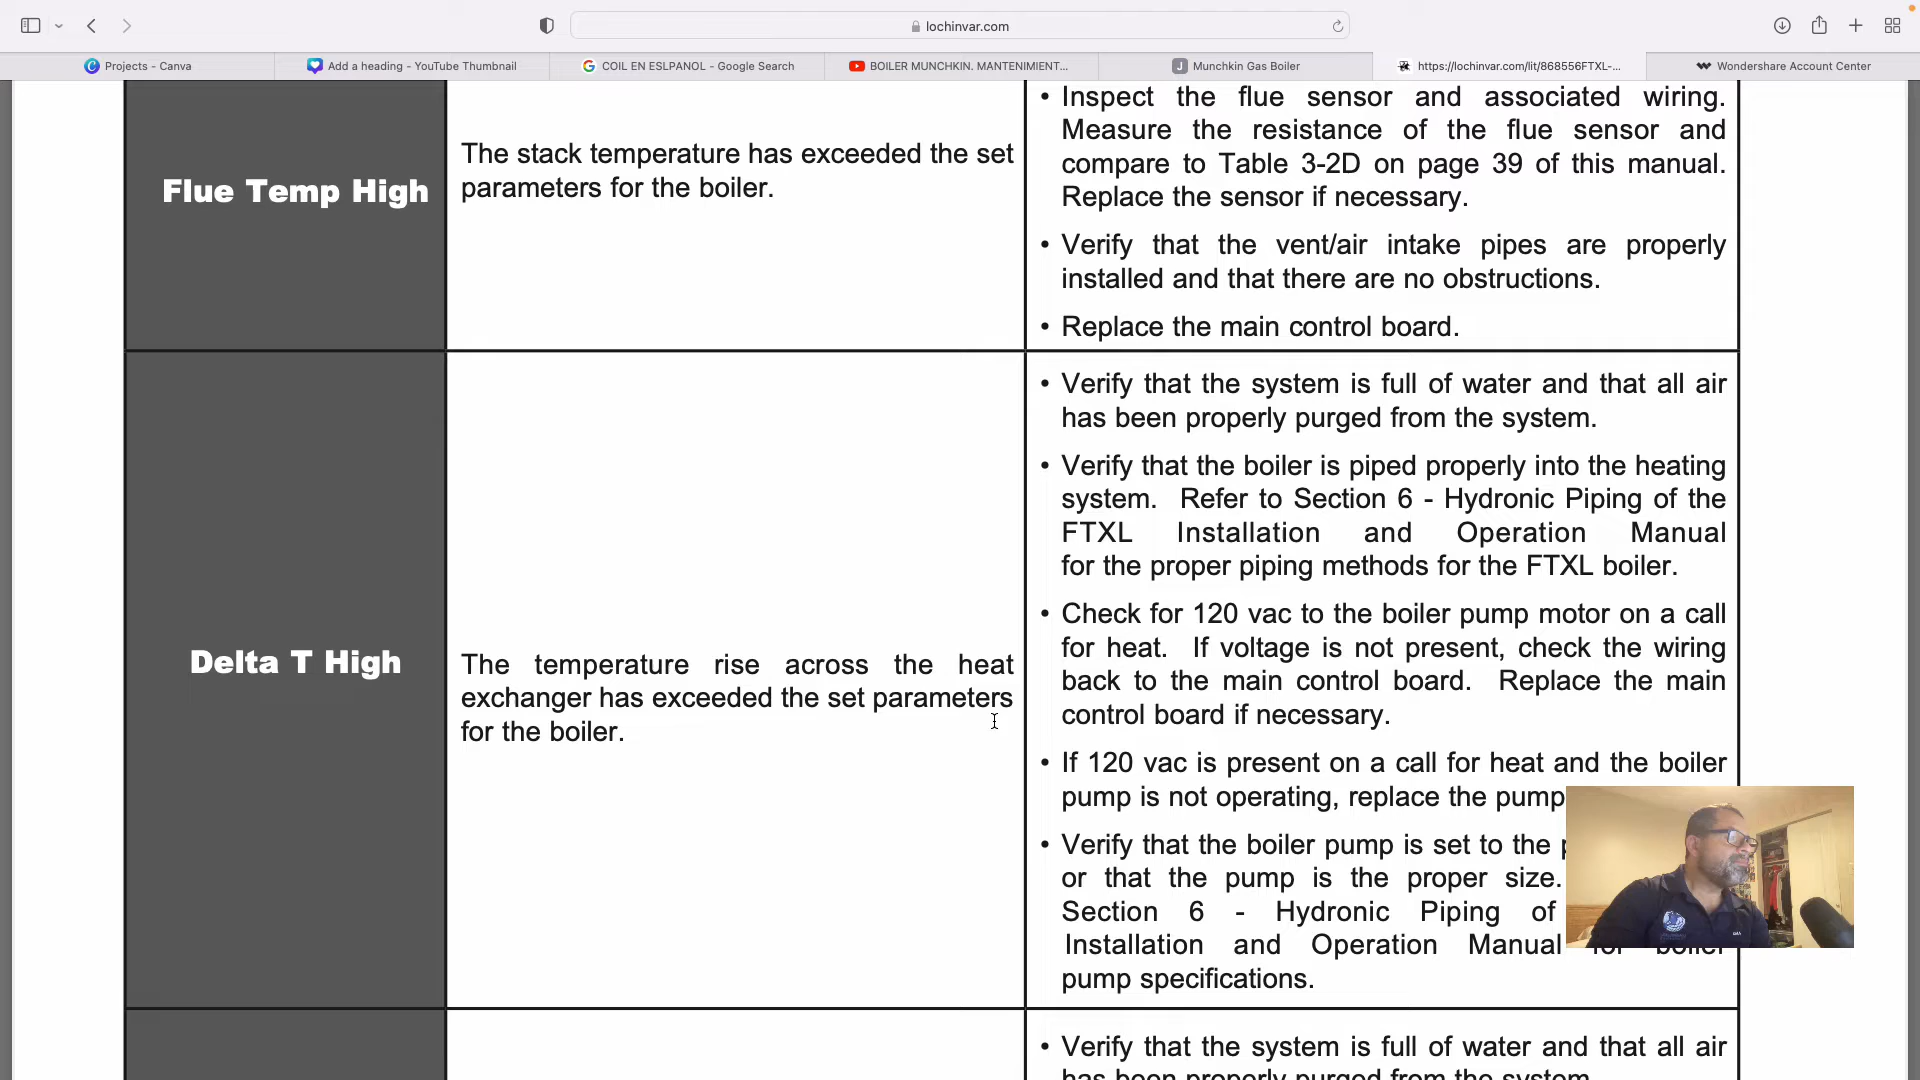 lochinvar.com
Projects - Canva
Add a heading - YouTube Thumbnail
COIL EN ESLPANOL - Google Search
BOILER MUNCHKIN. MANTENIMIENT...
J
Munchkin Gas Boiler
https://lochinvar.com/lit/868556FTXL-...
Wondershare Account Center
Flue Temp High
The stack temperature has exceeded the set
parameters for the boiler.
• Inspect the flue sensor and associated wiring.
Measure the resistance of the flue sensor and
compare to Table 3-2D on page 39 of this manual.
Replace the sensor if necessary.
• Verify that the vent/air intake pipes are properly
installed and that there are no obstructions.
• Replace the main control board.
Delta T High
The temperature rise across the heat
exchanger has exceeded the set parameters
for the boiler.
• Verify that the system is full of water and that all air
has been properly purged from the system.
• Verify that the boiler is piped properly into the heating
system. Refer to Section 6 - Hydronic Piping of the
FTXL Installation and Operation Manual
for the proper piping methods for the FTXL boiler.
• Check for 120 vac to the boiler pump motor on a call
for heat. If voltage is not present, check the wiring
back to the main control board. Replace the main
control board if necessary.
• If 120 vac is present on a call for heat and the boiler
pump is not operating, replace the pump
• Verify that the boiler pump is set to the
or that the pump is the proper size.
Section 6 - Hydronic Piping of
Installation and Operation Manual for boiler
pump specifications.
• Verify that the system is full of water and that all air
has been properly purged from the system.